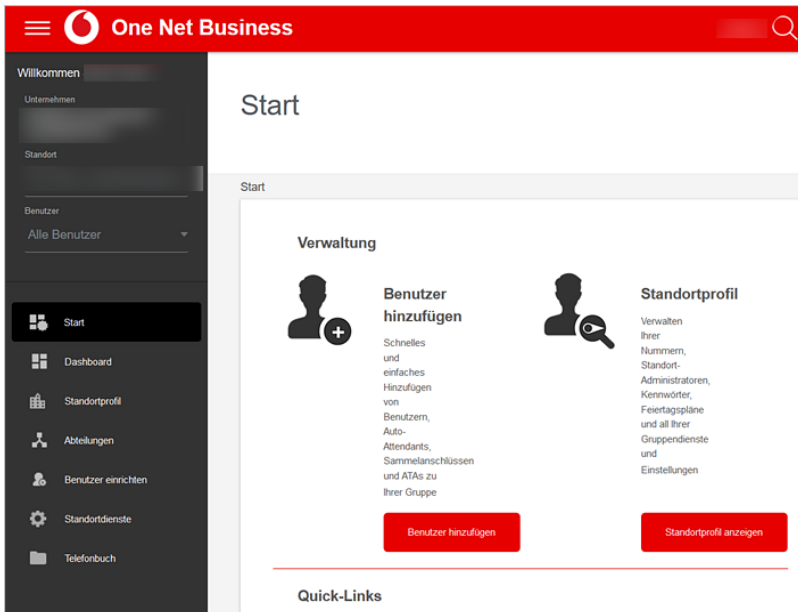 One Net Business
Willkommen
Unternehmen
Standort
Benutzer
Alle Benutzer
Start
Dashboard
Standortprofil
Abteilungen
Benutzer einrichten
Standortdienste
Telefonbuch
Start
Start
Verwaltung
Benutzer
hinzufügen
Schnelles
und
einfaches
Hinzufügen
von
Benutzern,
Auto-
Attendants,
Sammelanschlüssen
und ATAs zu
Ihrer Gruppe
Benutzer hinzufügen
Standortprofil
Verwalten
Ihrer
Nummern,
Standort-
Administratoren,
Kennwörter,
Feiertagspläne
und all Ihrer
Gruppendienste
und
Einstellungen
Standortprofil anzeigen
Quick-Links